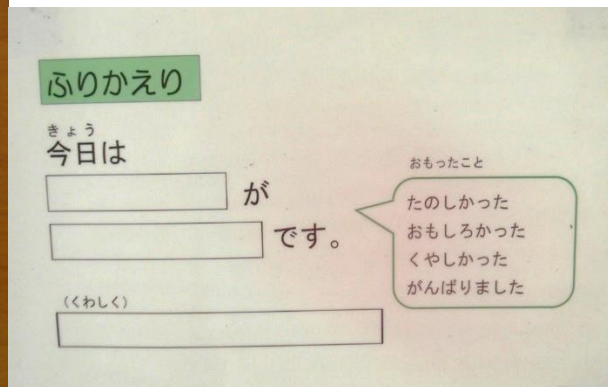 ふりかえり
きょう
今日は
が
です。
(くわしく)
おもったこと
たのしかった
おもしろかった
くやしかった
がんばりました